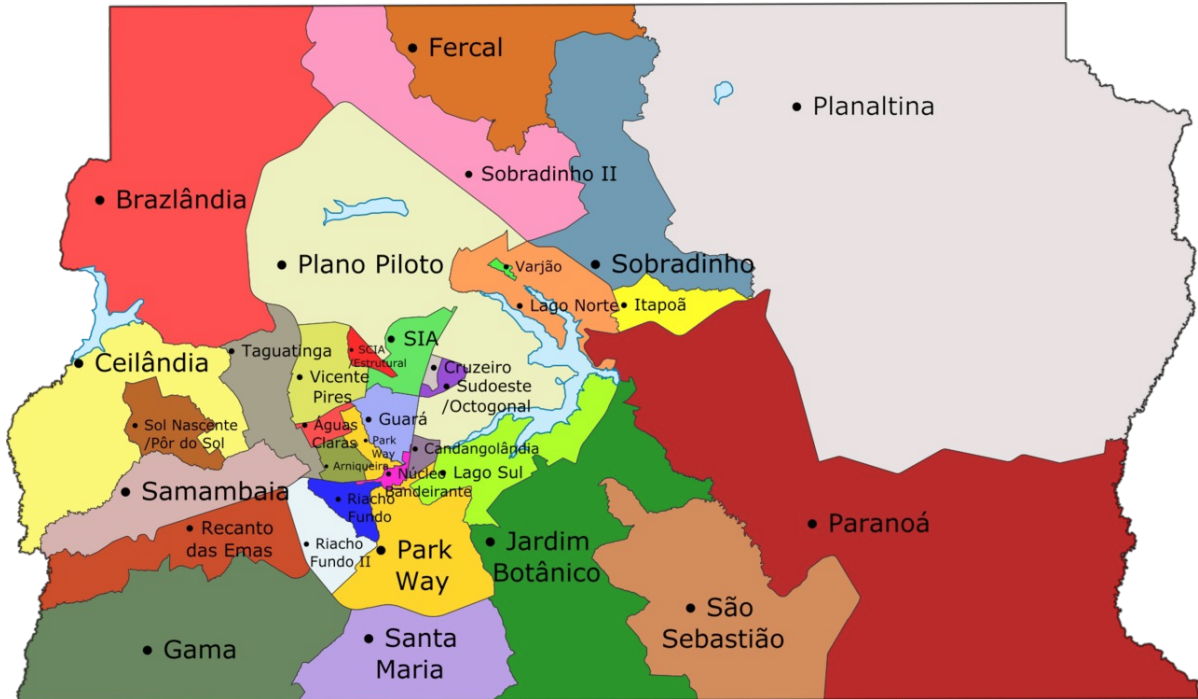 Fercal
Planaltina
Sobradinho II
Brazlândia
Plano Piloto
Varjão
Sobradinho
Lago Norte
Itapoã
SIA
Taguatinga
SCIA
/Estrutural
Ceilândia
Vicente
Pires
Cruzeiro
Sudoeste
/Octogonal
Sol Nascente
/Pôr do Sol
Águas
Claras
Guará
Park
Way
Candangolândia
Arniqueira
Núcleo
Bandeirante
Lago Sul
Samambaia
Riacho
Fundo
Recanto
das Emas
Riacho
Fundo II
Park
Way
Jardim
Botânico
Paranoá
São
Sebastião
Gama
Santa
Maria